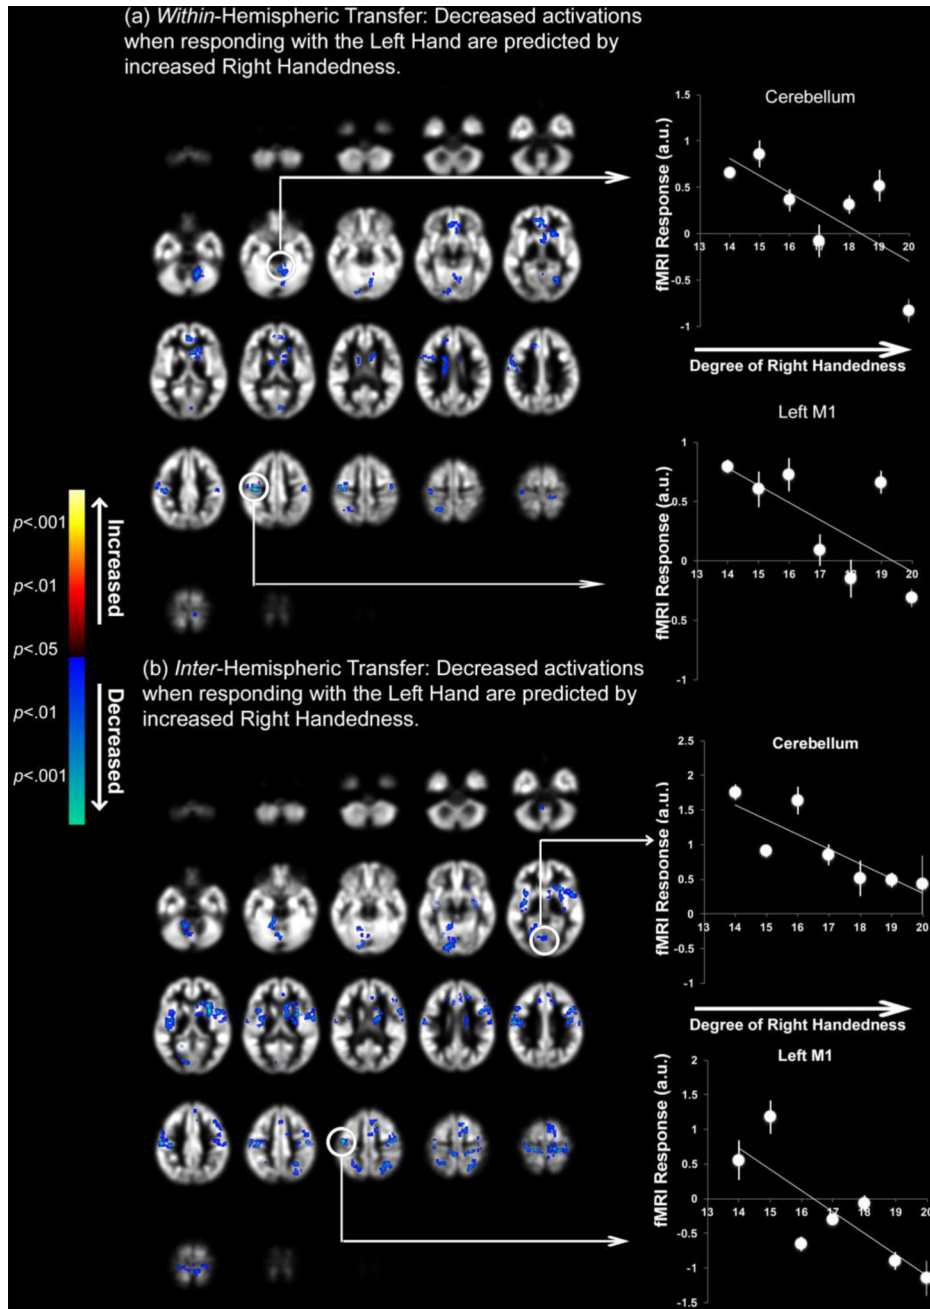 (a) Within-Hemispheric Transfer: Decreased activations
when responding with the Left Hand are predicted by
increased Right Handedness.
Cerebellum
fMRI Response (a.u.)
1.5
1
0.5
0
-0.5
-1
13 14 15 16 17 18 19 20
Degree of Right Handedness
Left M1
fMRI Response (a.u.)
1
0.5
0
-0.5
-1
13 14 15 16 17 18 19 20
p<.001
p<.01
p<.05
p<.01
p<.001
Increased
Decreased
(b) Inter-Hemispheric Transfer: Decreased activations
when responding with the Left Hand are predicted by
increased Right Handedness.
Cerebellum
fMRI Response (a.u.)
2.5
2
1.5
1
0.5
0
-0.5
-1
13 14 15 16 17 18 19 20
Degree of Right Handedness
Left M1
fMRI Response (a.u.)
2
1.5
1
0.5
0
-0.5
-1
-1.5
13 14 15 16 17 18 19 20